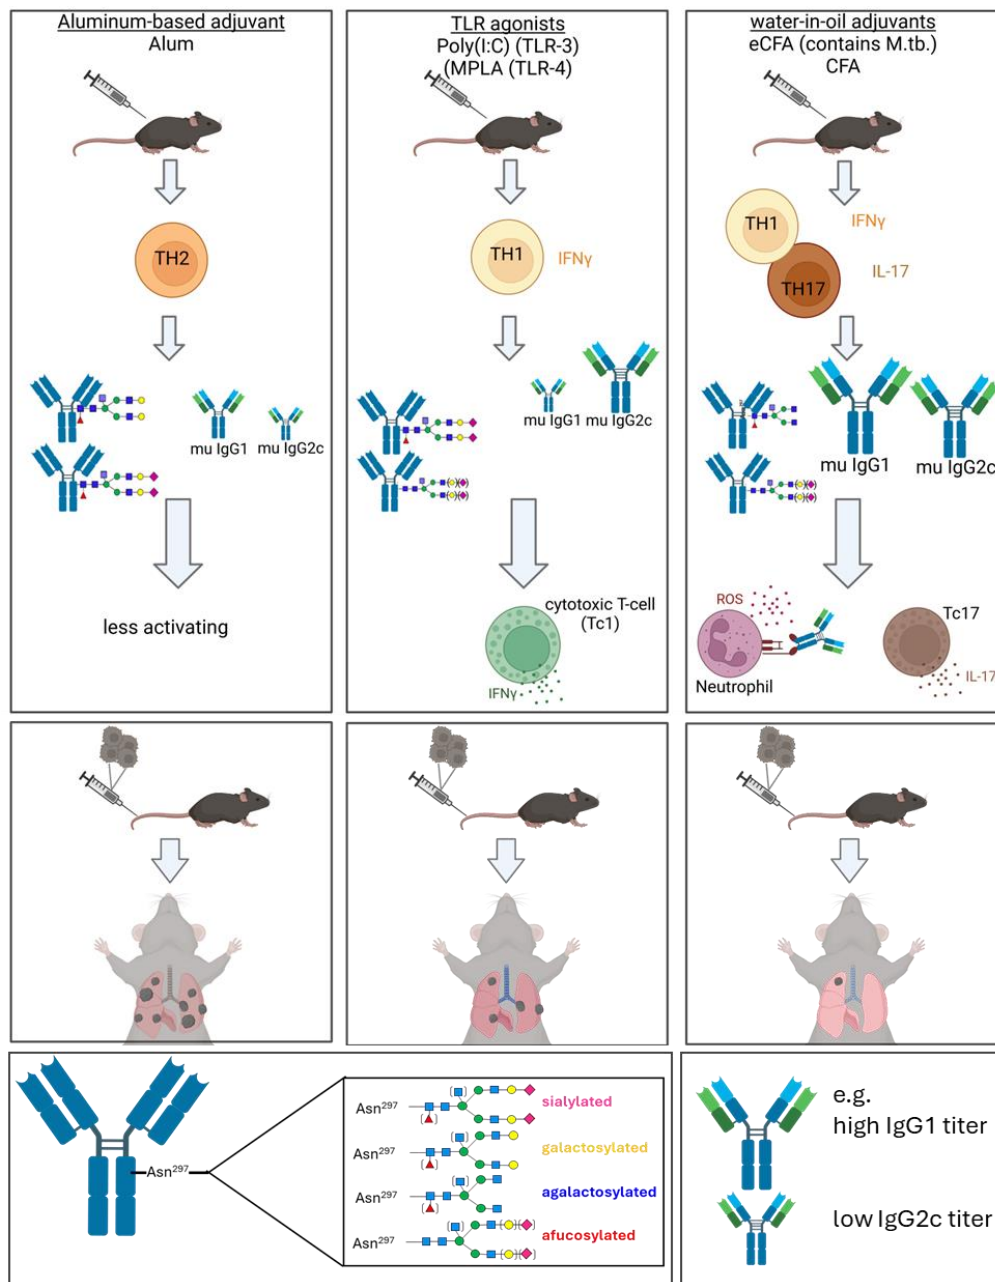 Aluminum-based adjuvant
Alum
TH2
mu IgG1
mu IgG2c
less activating
TLR agonists
Poly(I:C) (TLR-3)
(MPLA (TLR-4)
TH1
IFNγ
mu IgG1
mu IgG2c
cytotoxic T-cell
(Tc1)
IFNγ
water-in-oil adjuvants
eCFA (contains M.tb.)
CFA
TH1
IFNγ
IL-17
TH17
mu IgG1
mu IgG2c
ROS
Tc17
Neutrophil
IL-17
Asn297
Asn297
sialylated
Asn297
galactosylated
Asn297
agalactosylated
Asn297
afucosylated
e.g.
high IgG1 titer
low IgG2c titer